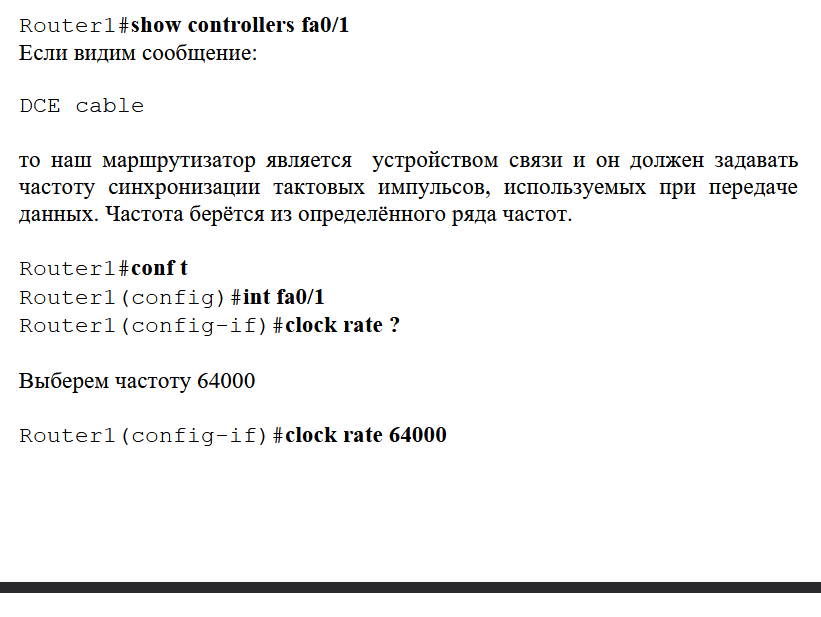 Router1#show controllers fa0/1
Если видим сообщение:
DCE cable
то наш маршрутизатор является устройством связи и он должен задавать
частоту синхронизации тактовых импульсов, используемых при передаче
данных. Частота берётся из определённого ряда частот.
Router1#conf t
Router1(config)#int fa0/1
Router1(config-if)#clock rate ?
Выберем частоту 64000
Router1(config-if)#clock rate 64000